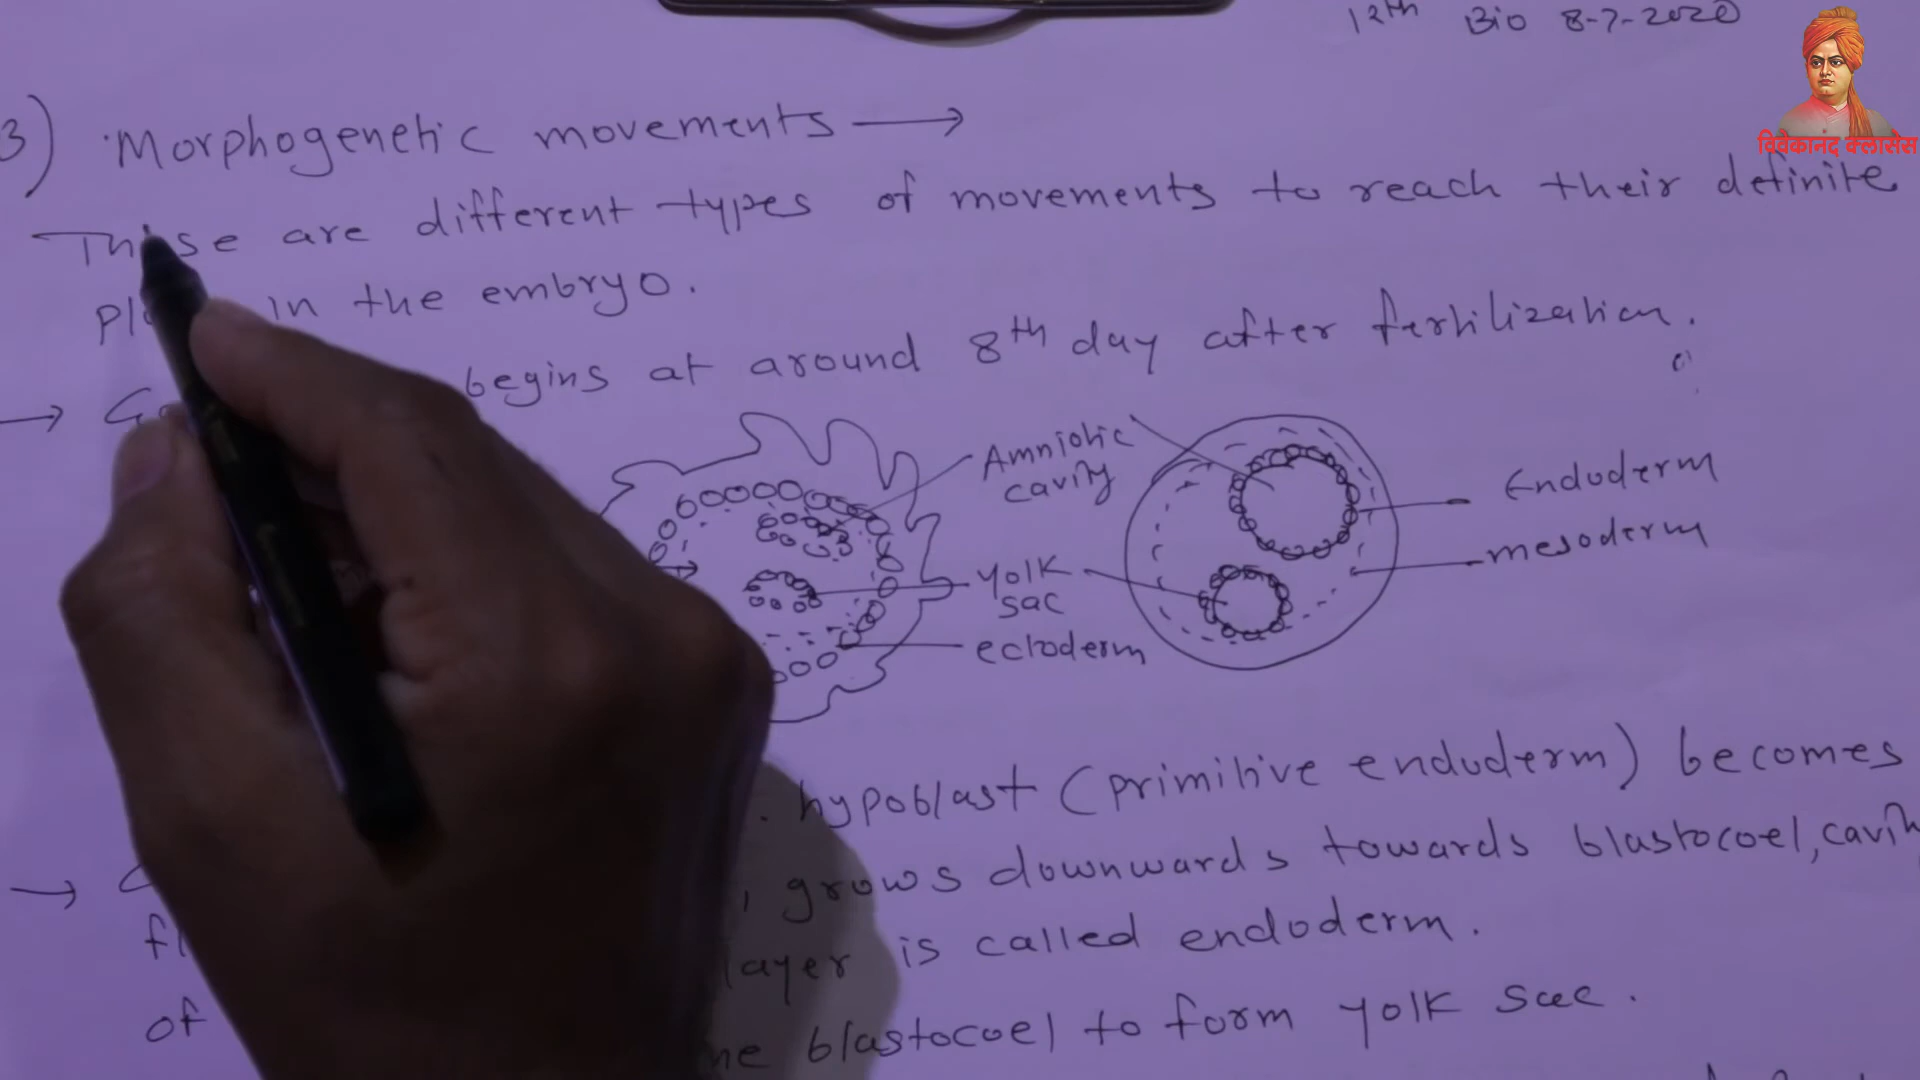 12th Bio 8-7-2020
विवेकानंद क्लासेस
3) Morphogenetic movements →
These are different types of movements to reach their definite
in the embryo.
→ begins at around 8th day after fertilization.
Amniotic
cavity
yolk
sac
ectoderm
Endoderm
mesoderm
hypoblast (primitive endoderm) becomes
→ grows downwards towards blastocoel, cavity
layer is called endoderm.
of blastocoel to form yolk sac.